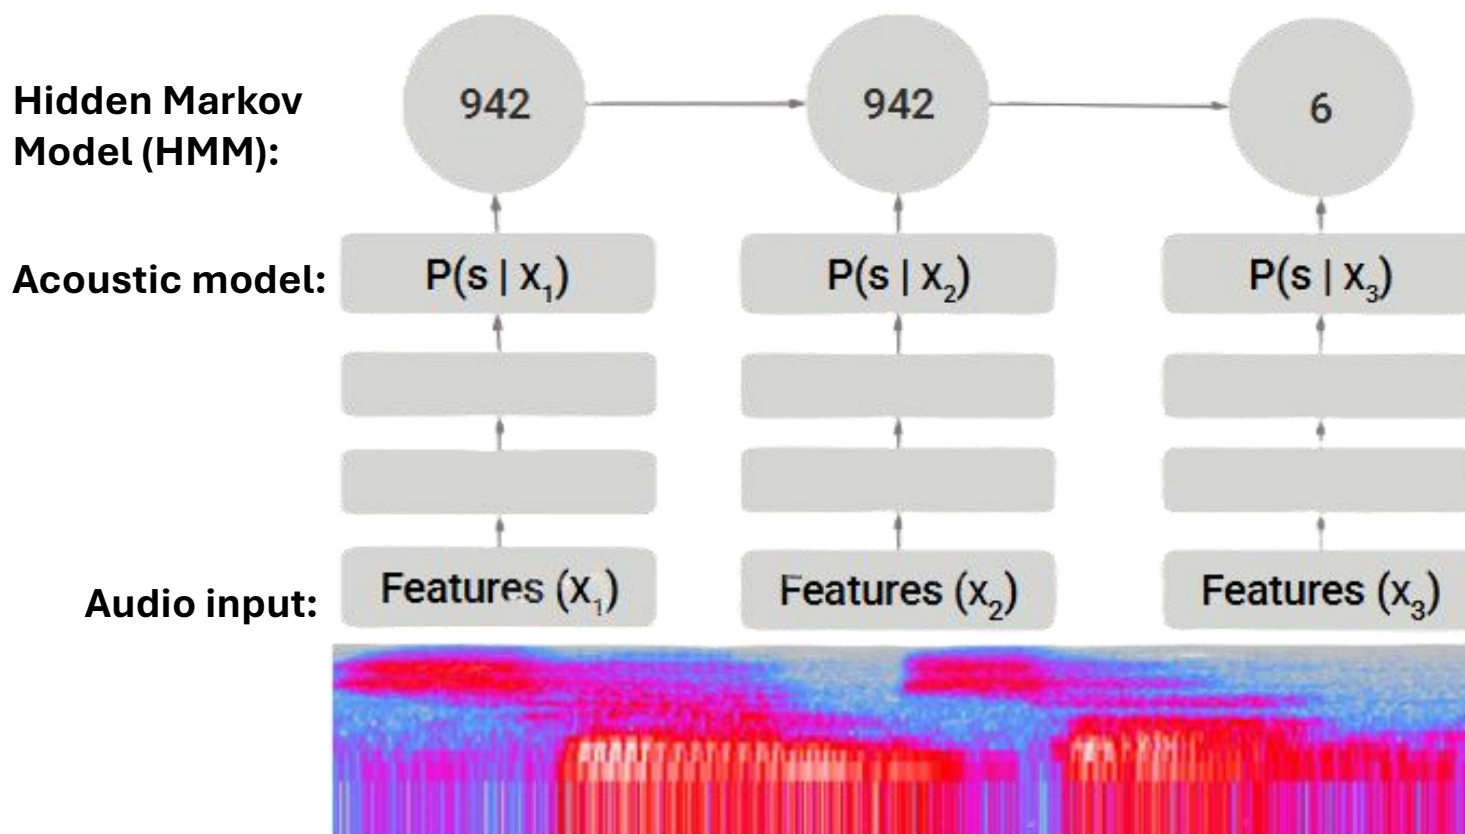 Hidden Markov
Model (HMM):
942
942
6
Acoustic model:
P(s | X₁)
P(s | X₂)
P(s | X₃)
Audio input:
Features (X₁)
Features (X₂)
Features (X₃)